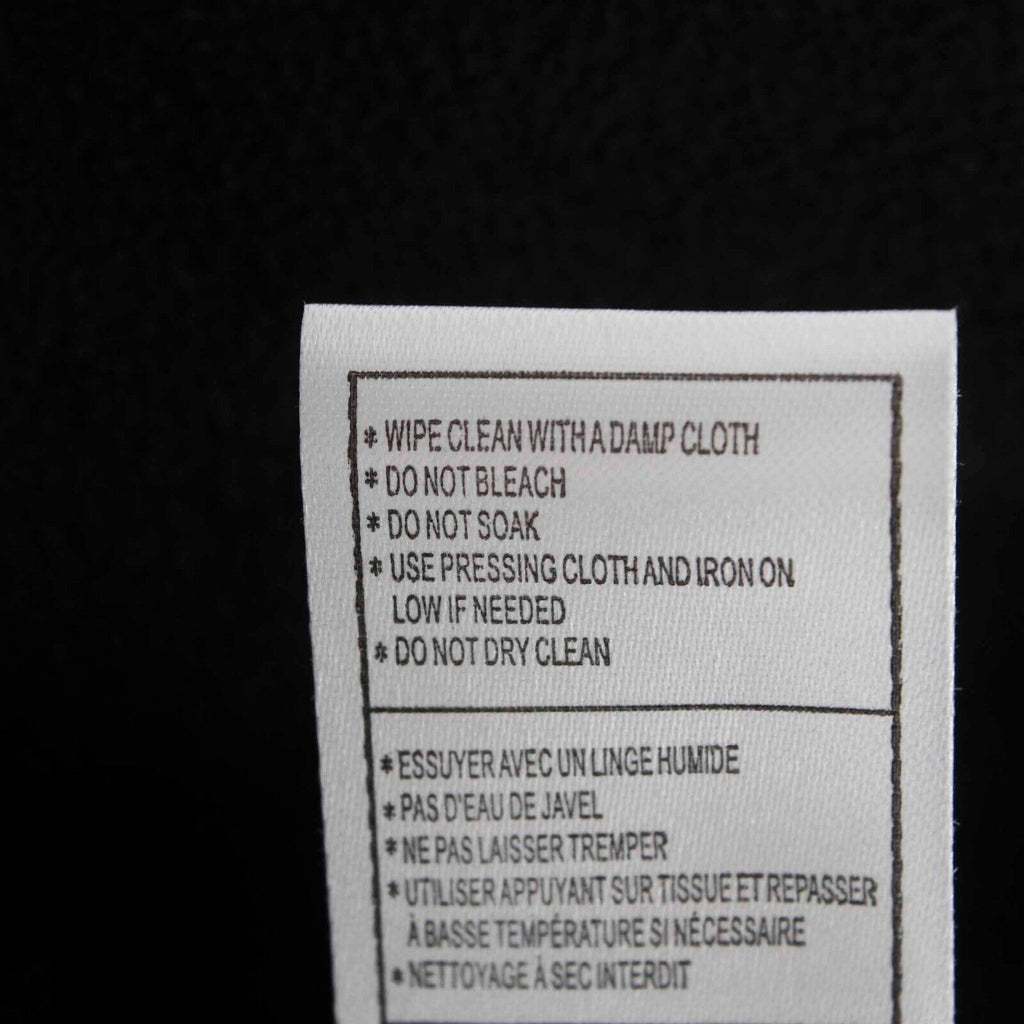 * WIPE CLEAN WITH A DAMP CLOTH
* DO NOT BLEACH
* DO NOT SOAK
* USE PRESSING CLOTH AND IRON ON
LOW IF NEEDED
* DO NOT DRY CLEAN
* ESSUYER AVEC UN LINGE HUMIDE
* PAS D'EAU DE JAVEL
* NE PAS LAISSER TREMPER
* UTILISER APPUYANT SUR TISSUE ET REPASSER
À BASSE TEMPÉRATURE SI NÉCESSAIRE
* NETTOYAGE À SEC INTERDIT